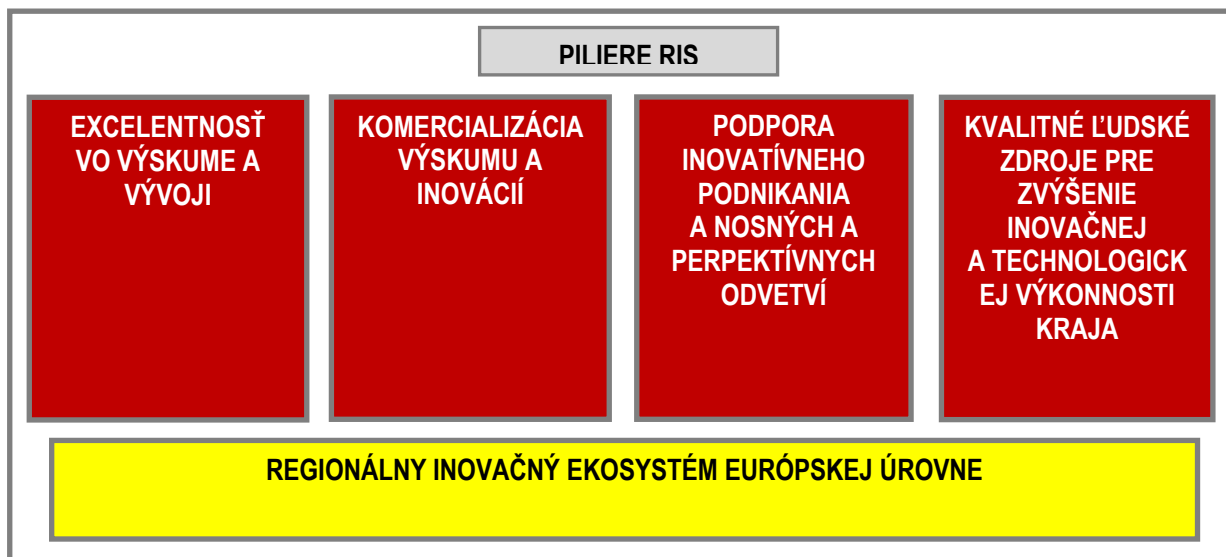 PILIERE RIS
EXCELENTNOSŤ
VO VÝSKUME A
VÝVOJI
KOMERCIALIZÁCIA
VÝSKUMU A
INOVÁCIÍ
PODPORA
INOVATÍVNEHO
PODNIKANIA
A NOSNÝCH A
PERPEKTÍVNYCH
ODVETVÍ
KVALITNÉ ĽUDSKÉ
ZDROJE PRE
ZVÝŠENIE
INOVAČNEJ
A TECHNOLOGICK
EJ VÝKONNOSTI
KRAJA
REGIONÁLNY INOVAČNÝ EKOSYSTÉM EURÓPSKEJ ÚROVNE